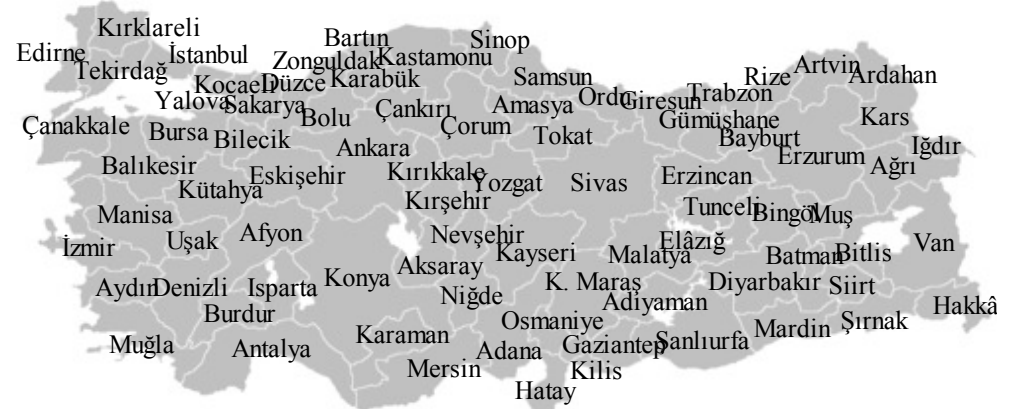 Kırklareli
Bartın
Sinop
Edirne
İstanbul
Zonguldak
Kastamonu
Tekirdağ
Kocaeli
Düzce
Karabük
Samsun
Rize
Artvin
Ardahan
Yalova
Sakarya
Bolu
Çankırı
Amasya
Ordu
Giresun
Trabzon
Çanakkale
Bursa
Bilecik
Ankara
Çorum
Tokat
Gümüşhane
Bayburt
Kars
Balıkesir
Kütahya
Eskişehir
Kırıkkale
Yozgat
Sivas
Erzincan
Erzurum
Ağrı
Iğdır
Manisa
Kırşehir
Tunceli
Bingöl
Muş
İzmir
Uşak
Afyon
Nevşehir
Kayseri
Malatya
Elâzığ
Batman
Bitlis
Van
Aydın
Denizli
Isparta
Konya
Aksaray
Niğde
K. Maraş
Adıyaman
Diyarbakır
Siirt
Hakkâ
Burdur
Osmaniye
Mardin
Şırnak
Muğla
Antalya
Karaman
Mersin
Adana
Gaziantep
Şanlıurfa
Kilis
Hatay